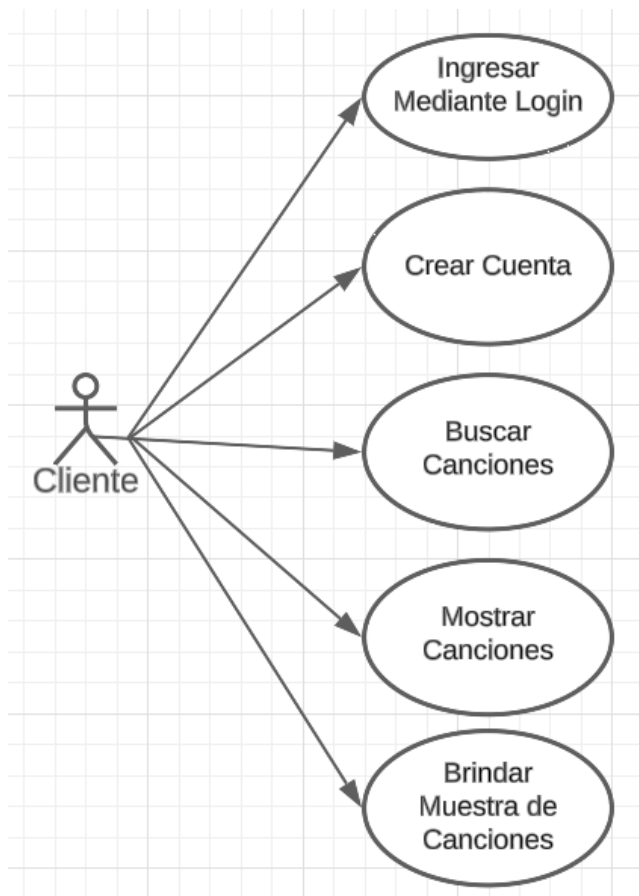 Ingresar
Mediante Login
Crear Cuenta
Buscar
Canciones
Cliente
Mostrar
Canciones
Brindar
Muestra de
Canciones